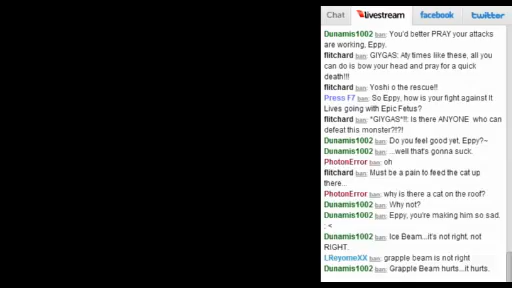 Chat livestream facebook twitter
Dunamis1002 ban: You'd better PRAY your attacks
are working, Eppy.
flitchard ban: GIYGAS: Aty fimes like these, all you
can do is bow your head and pray for a quick
death!!!
flitchard ban: Yoshi o the rescue!!
Press F7 ban: So Eppy, how is your fight against It
Lives going with Epic Fetus?
flitchard ban: *GIYGAS*!!: Is there ANYONE who can
defeat this monster?!?!
Dunamis1002 ban: Do you feel good yet, Eppy?~
Dunamis1002 ban: ...well that's gonna suck.
PhotonError ban: oh
flitchard ban: Must be a pain to feed the cat up
there...
PhotonError ban: why is there a cat on the roof?
Dunamis1002 ban: Why not?
Dunamis1002 ban: Eppy, you're making him so sad.
; <
Dunamis1002 ban: Ice Beam...it's not right, not
RIGHT.
LReyomeXX ban: grapple beam is not right
Dunamis1002 ban: Grapple Beam hurts...it hurts.